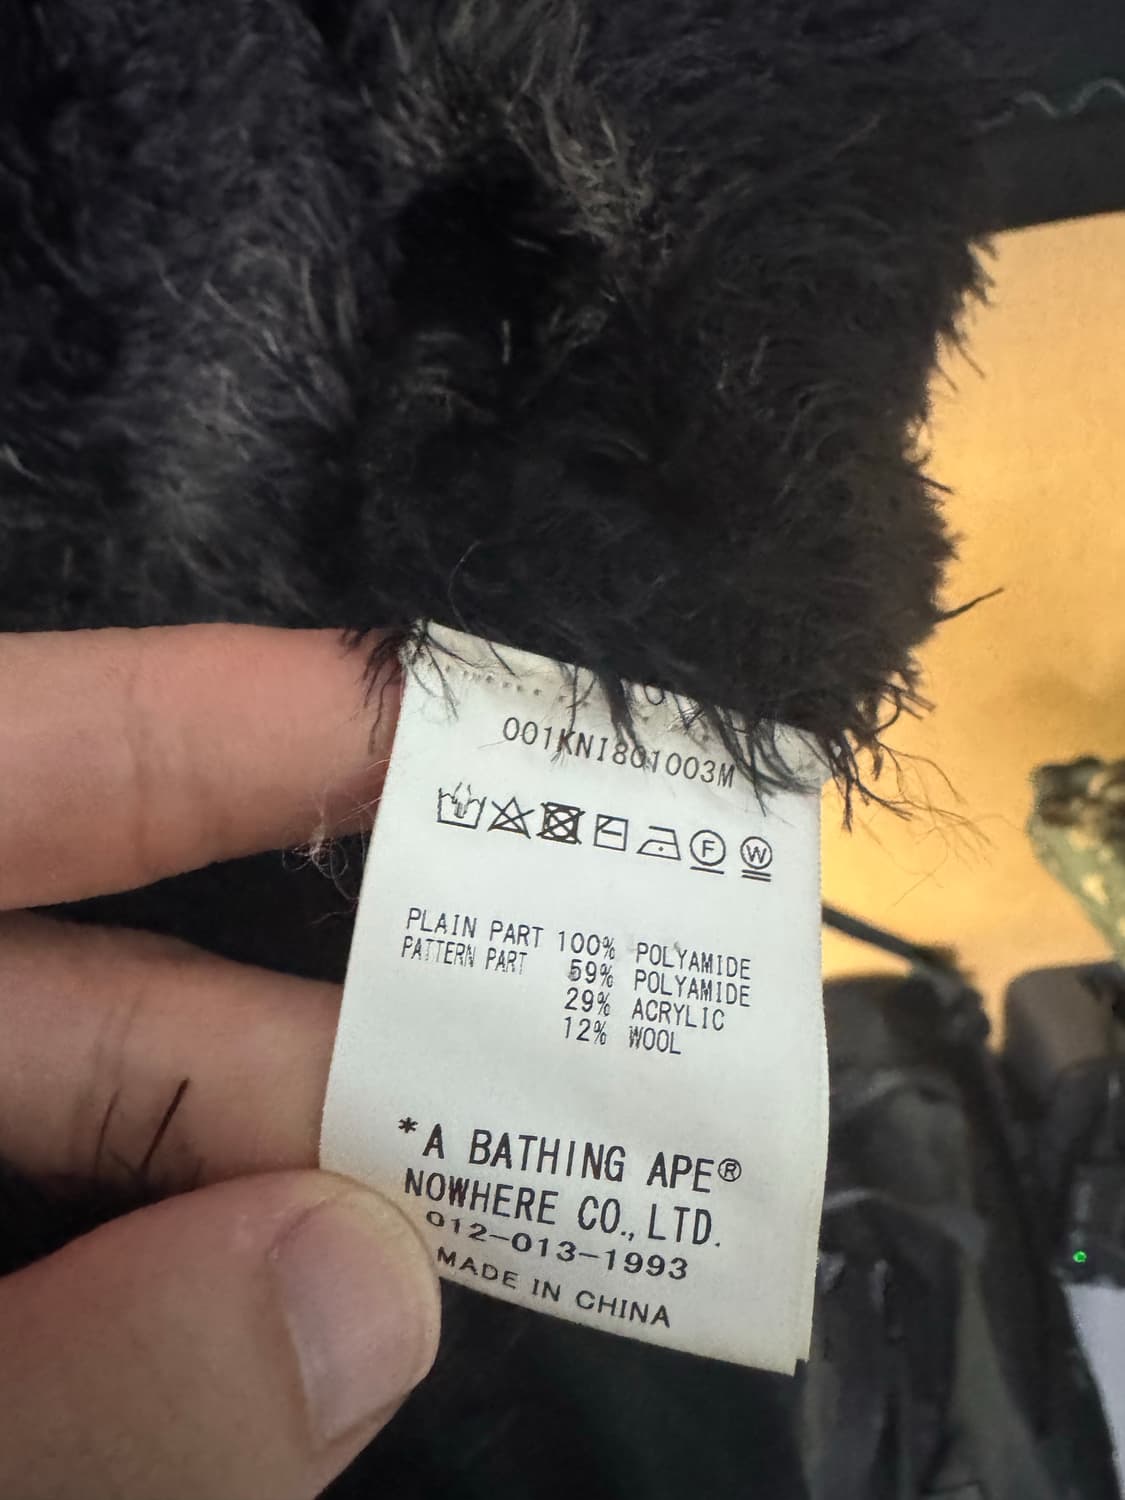 001KNI801003M
F W
PLAIN PART 100% POLYAMIDE
PATTERN PART 59% POLYAMIDE
29% ACRYLIC
12% WOOL
*A BATHING APE®
NOWHERE CO., LTD.
012-013-1993
MADE IN CHINA